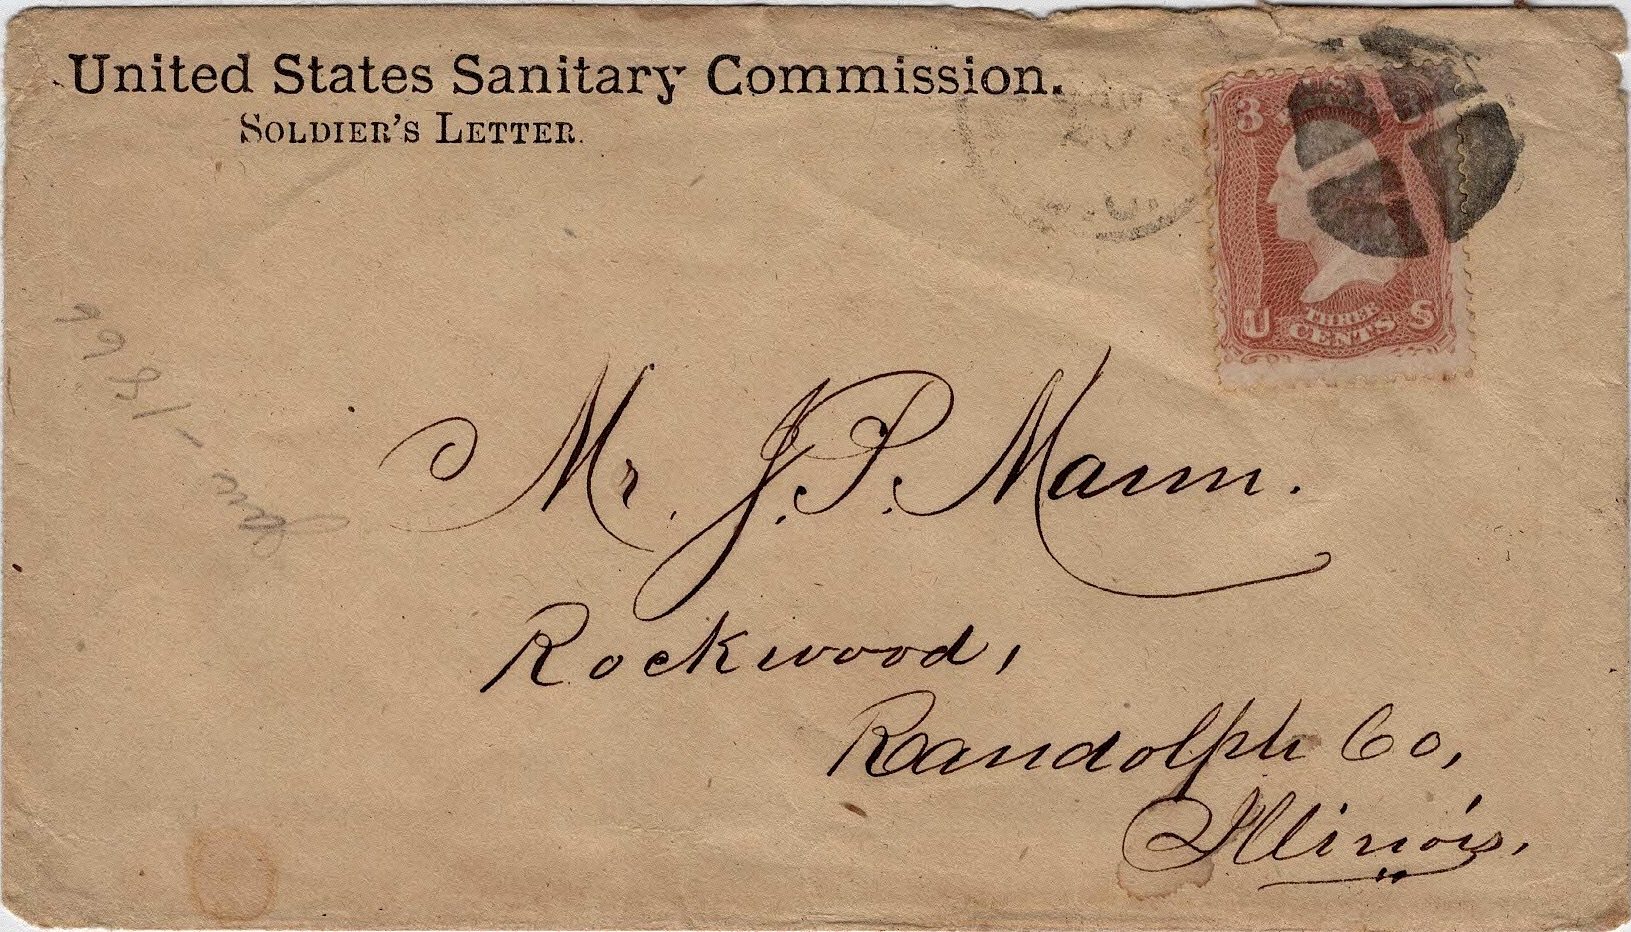 United States Sanitary Commission.
SOLDIER'S LETTER.
3
U S
THREE
CENTS
Mr. J. P. Mann.
Rockwood,
Randolph Co,
Illinois.